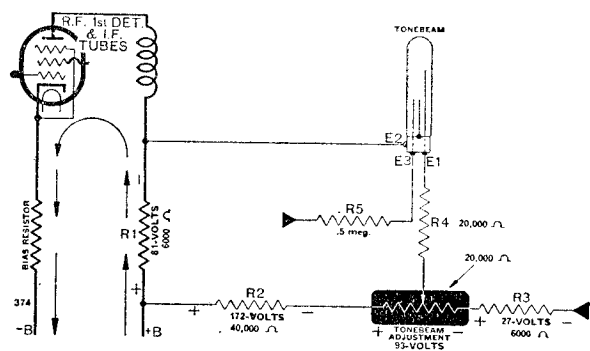 R.F. 1st DET.
& I.F.
TUBES
TONEBEAM
E2
E3 E1
R5
.5 meg.
R4 20,000 Ω
20,000 Ω
BIAS RESISTOR
I
R1
81-VOLTS
6000 Ω
+
374
-B
+B
+ R2 -
172-VOLTS
40,000 Ω
+ -
TONEBEAM
ADJUSTMENT
93-VOLTS
R3
+ 27-VOLTS -
6000 Ω